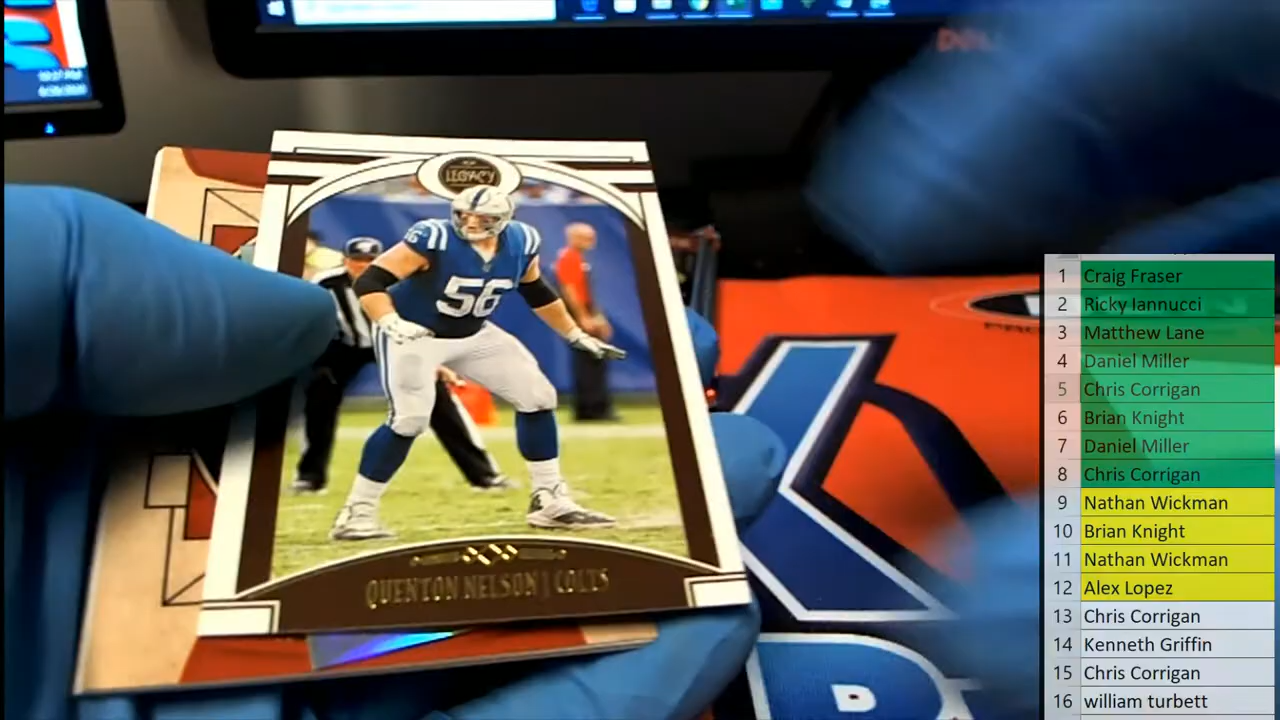 DELL
LEGACY
56
56
QUENTON NELSON | COLTS
1 Craig Fraser
2 Ricky Iannucci
3 Matthew Lane
4 Daniel Miller
5 Chris Corrigan
6 Brian Knight
7 Daniel Miller
8 Chris Corrigan
9 Nathan Wickman
10 Brian Knight
11 Nathan Wickman
12 Alex Lopez
13 Chris Corrigan
14 Kenneth Griffin
15 Chris Corrigan
16 william turbett